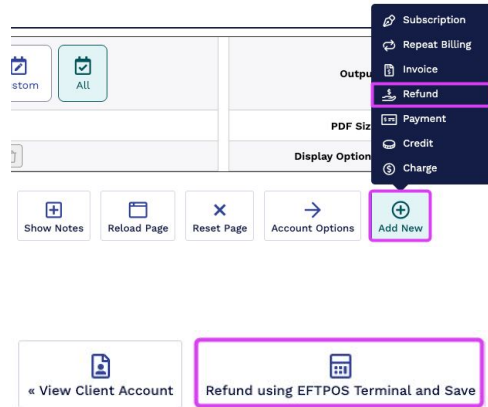 Subscription
Repeat Billing
Invoice
Refund
Payment
Credit
Charge
stom
All
Outpu
PDF Siz
Display Option
Show Notes
Reload Page
Reset Page
Account Options
Add New
« View Client Account
Refund using EFTPOS Terminal and Save